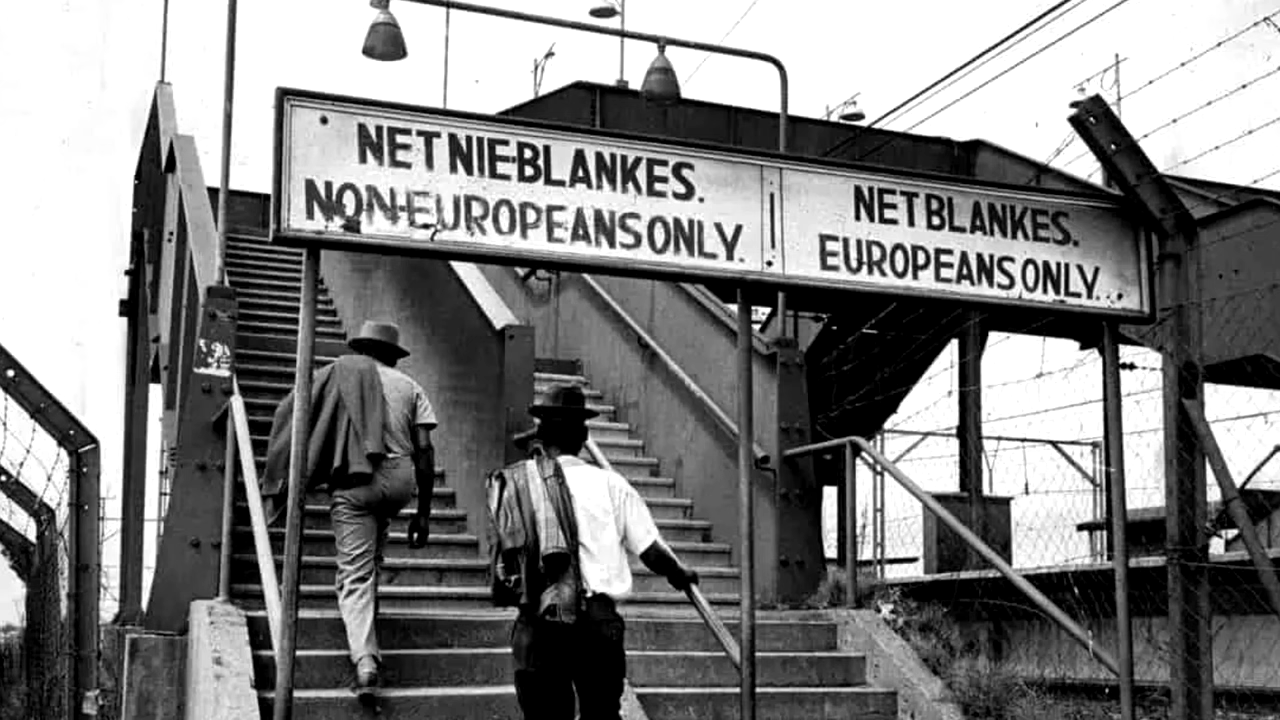 NET NIE-BLANKES.
NON-EUROPEANS ONLY.
NET BLANKES.
EUROPEANS ONLY.